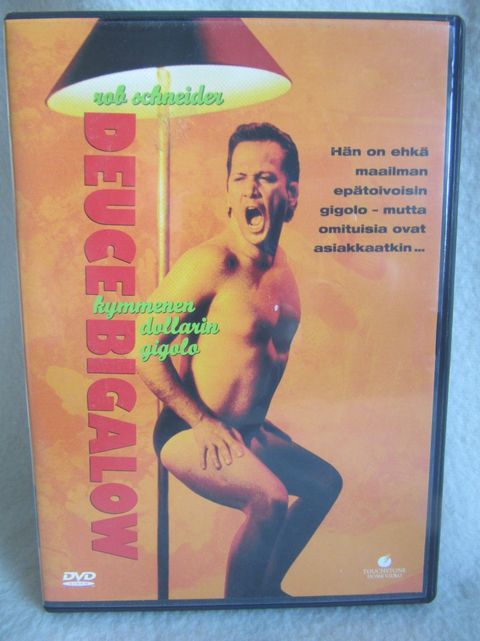 rob schneider
DEUCE BIGALOW
kymmenen
dollarin
gigolo
Hän on ehkä
maailman
epätoivoisin
gigolo – mutta
omituisia ovat
asiakkaatkin...
DVD
VIDEO
TOUCHSTONE
HOME VIDEO